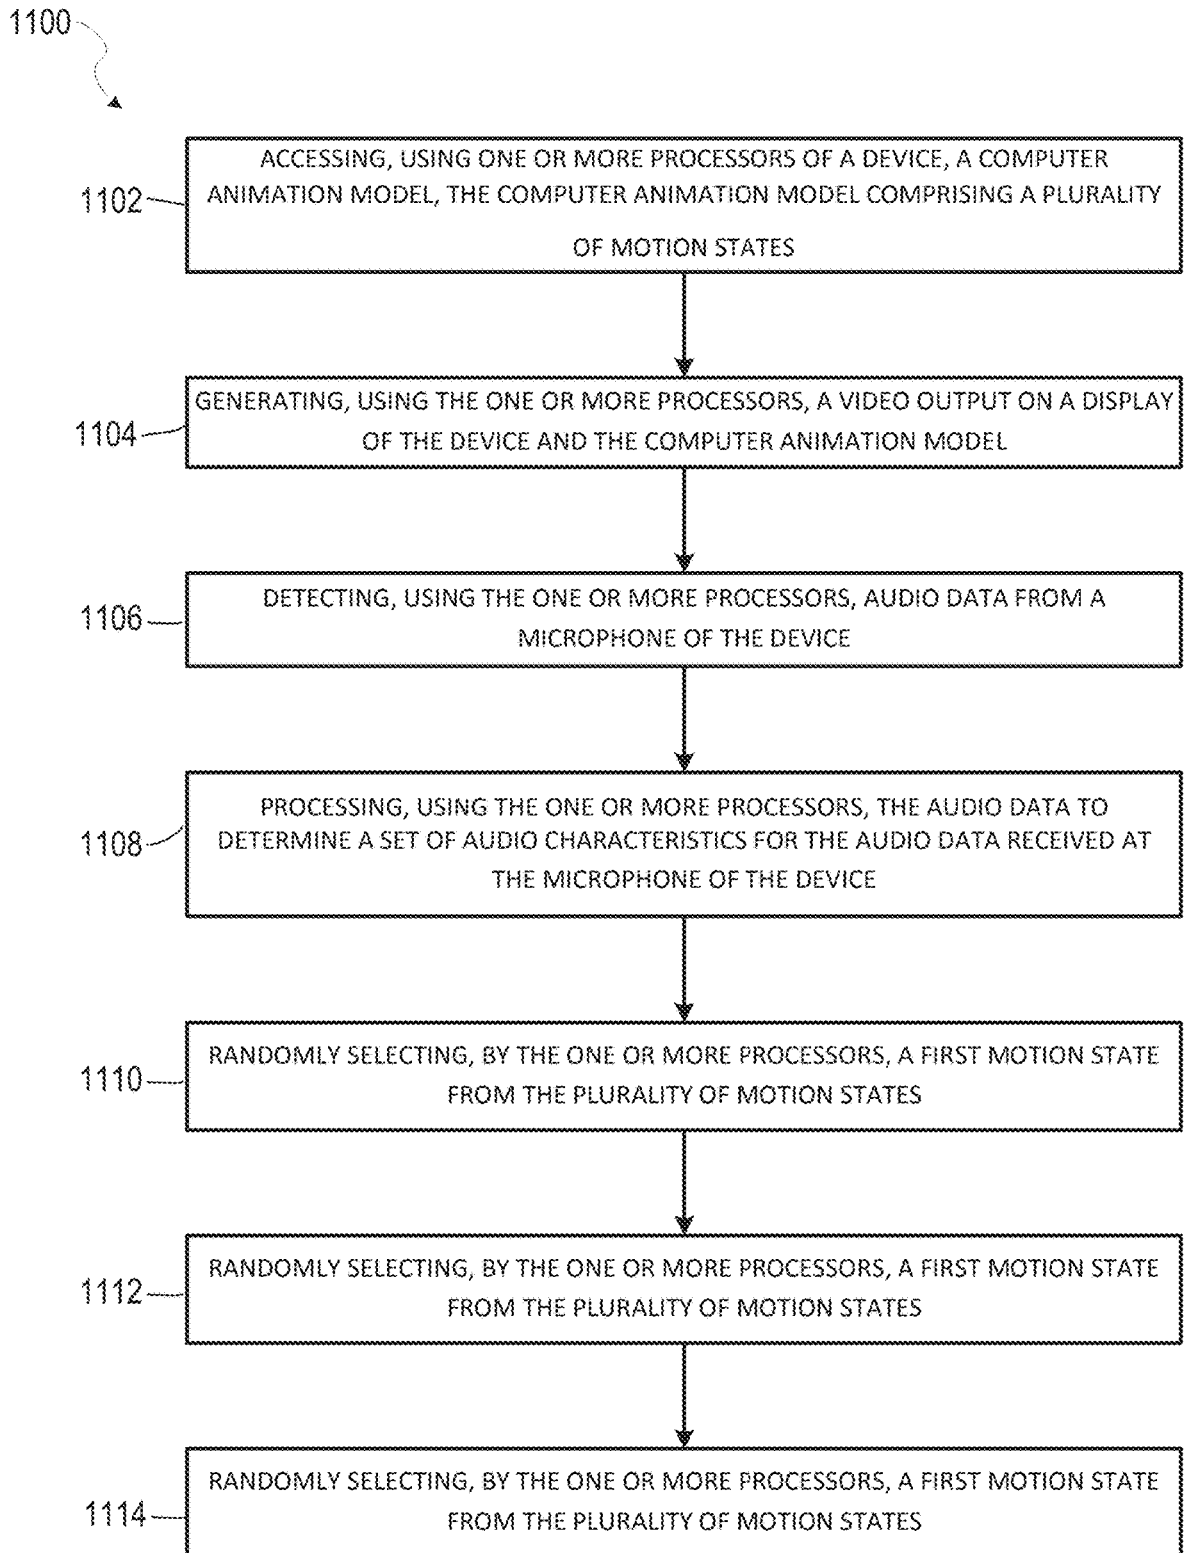 1100
1102
ACCESSING, USING ONE OR MORE PROCESSORS OF A DEVICE, A COMPUTER
ANIMATION MODEL, THE COMPUTER ANIMATION MODEL COMPRISING A PLURALITY
OF MOTION STATES
1104
GENERATING, USING THE ONE OR MORE PROCESSORS, A VIDEO OUTPUT ON A DISPLAY
OF THE DEVICE AND THE COMPUTER ANIMATION MODEL
1106
DETECTING, USING THE ONE OR MORE PROCESSORS, AUDIO DATA FROM A
MICROPHONE OF THE DEVICE
1108
PROCESSING, USING THE ONE OR MORE PROCESSORS, THE AUDIO DATA TO
DETERMINE A SET OF AUDIO CHARACTERISTICS FOR THE AUDIO DATA RECEIVED AT
THE MICROPHONE OF THE DEVICE
1110
RANDOMLY SELECTING, BY THE ONE OR MORE PROCESSORS, A FIRST MOTION STATE
FROM THE PLURALITY OF MOTION STATES
1112
RANDOMLY SELECTING, BY THE ONE OR MORE PROCESSORS, A FIRST MOTION STATE
FROM THE PLURALITY OF MOTION STATES
1114
RANDOMLY SELECTING, BY THE ONE OR MORE PROCESSORS, A FIRST MOTION STATE
FROM THE PLURALITY OF MOTION STATES